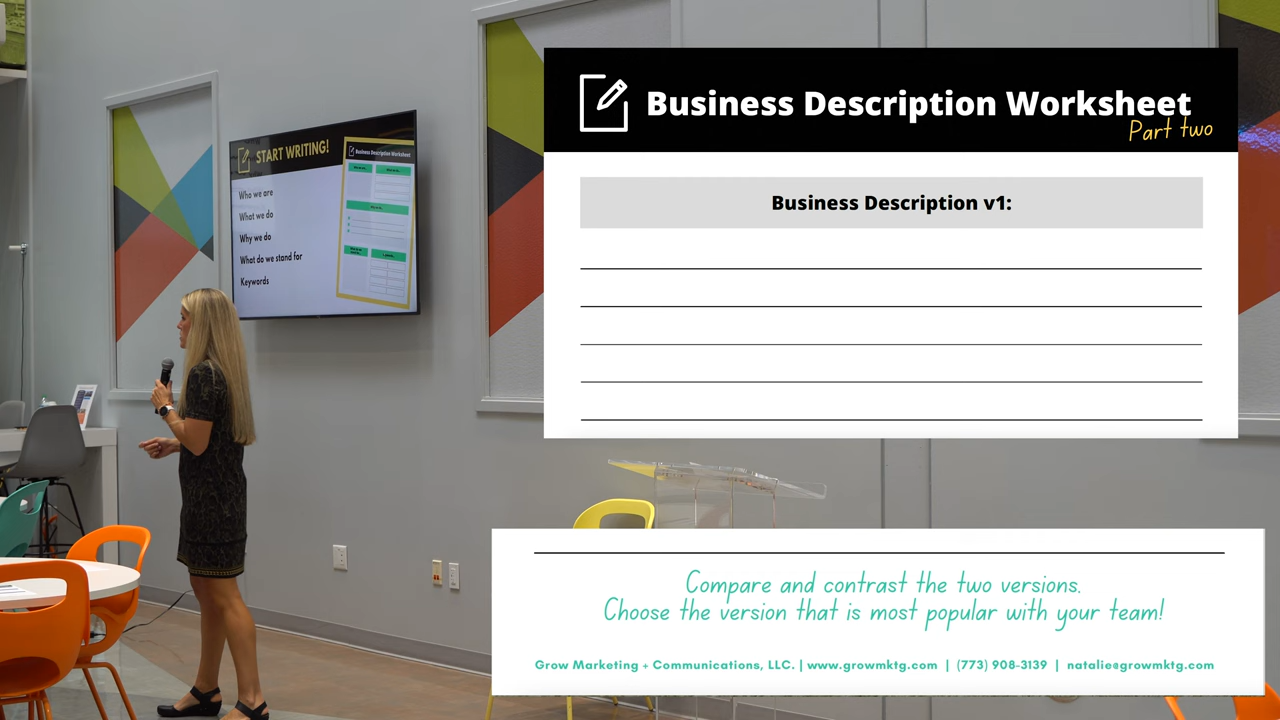 START WRITING!
Who we are
What we do
Why we do
What do we stand for
Keywords
Business Description Worksheet
Business Description Worksheet
Part two
Business Description v1:
Compare and contrast the two versions.
Choose the version that is most popular with your team!
Grow Marketing + Communications, LLC. | www.growmktg.com | (773) 908-3139 | natalie@growmktg.com